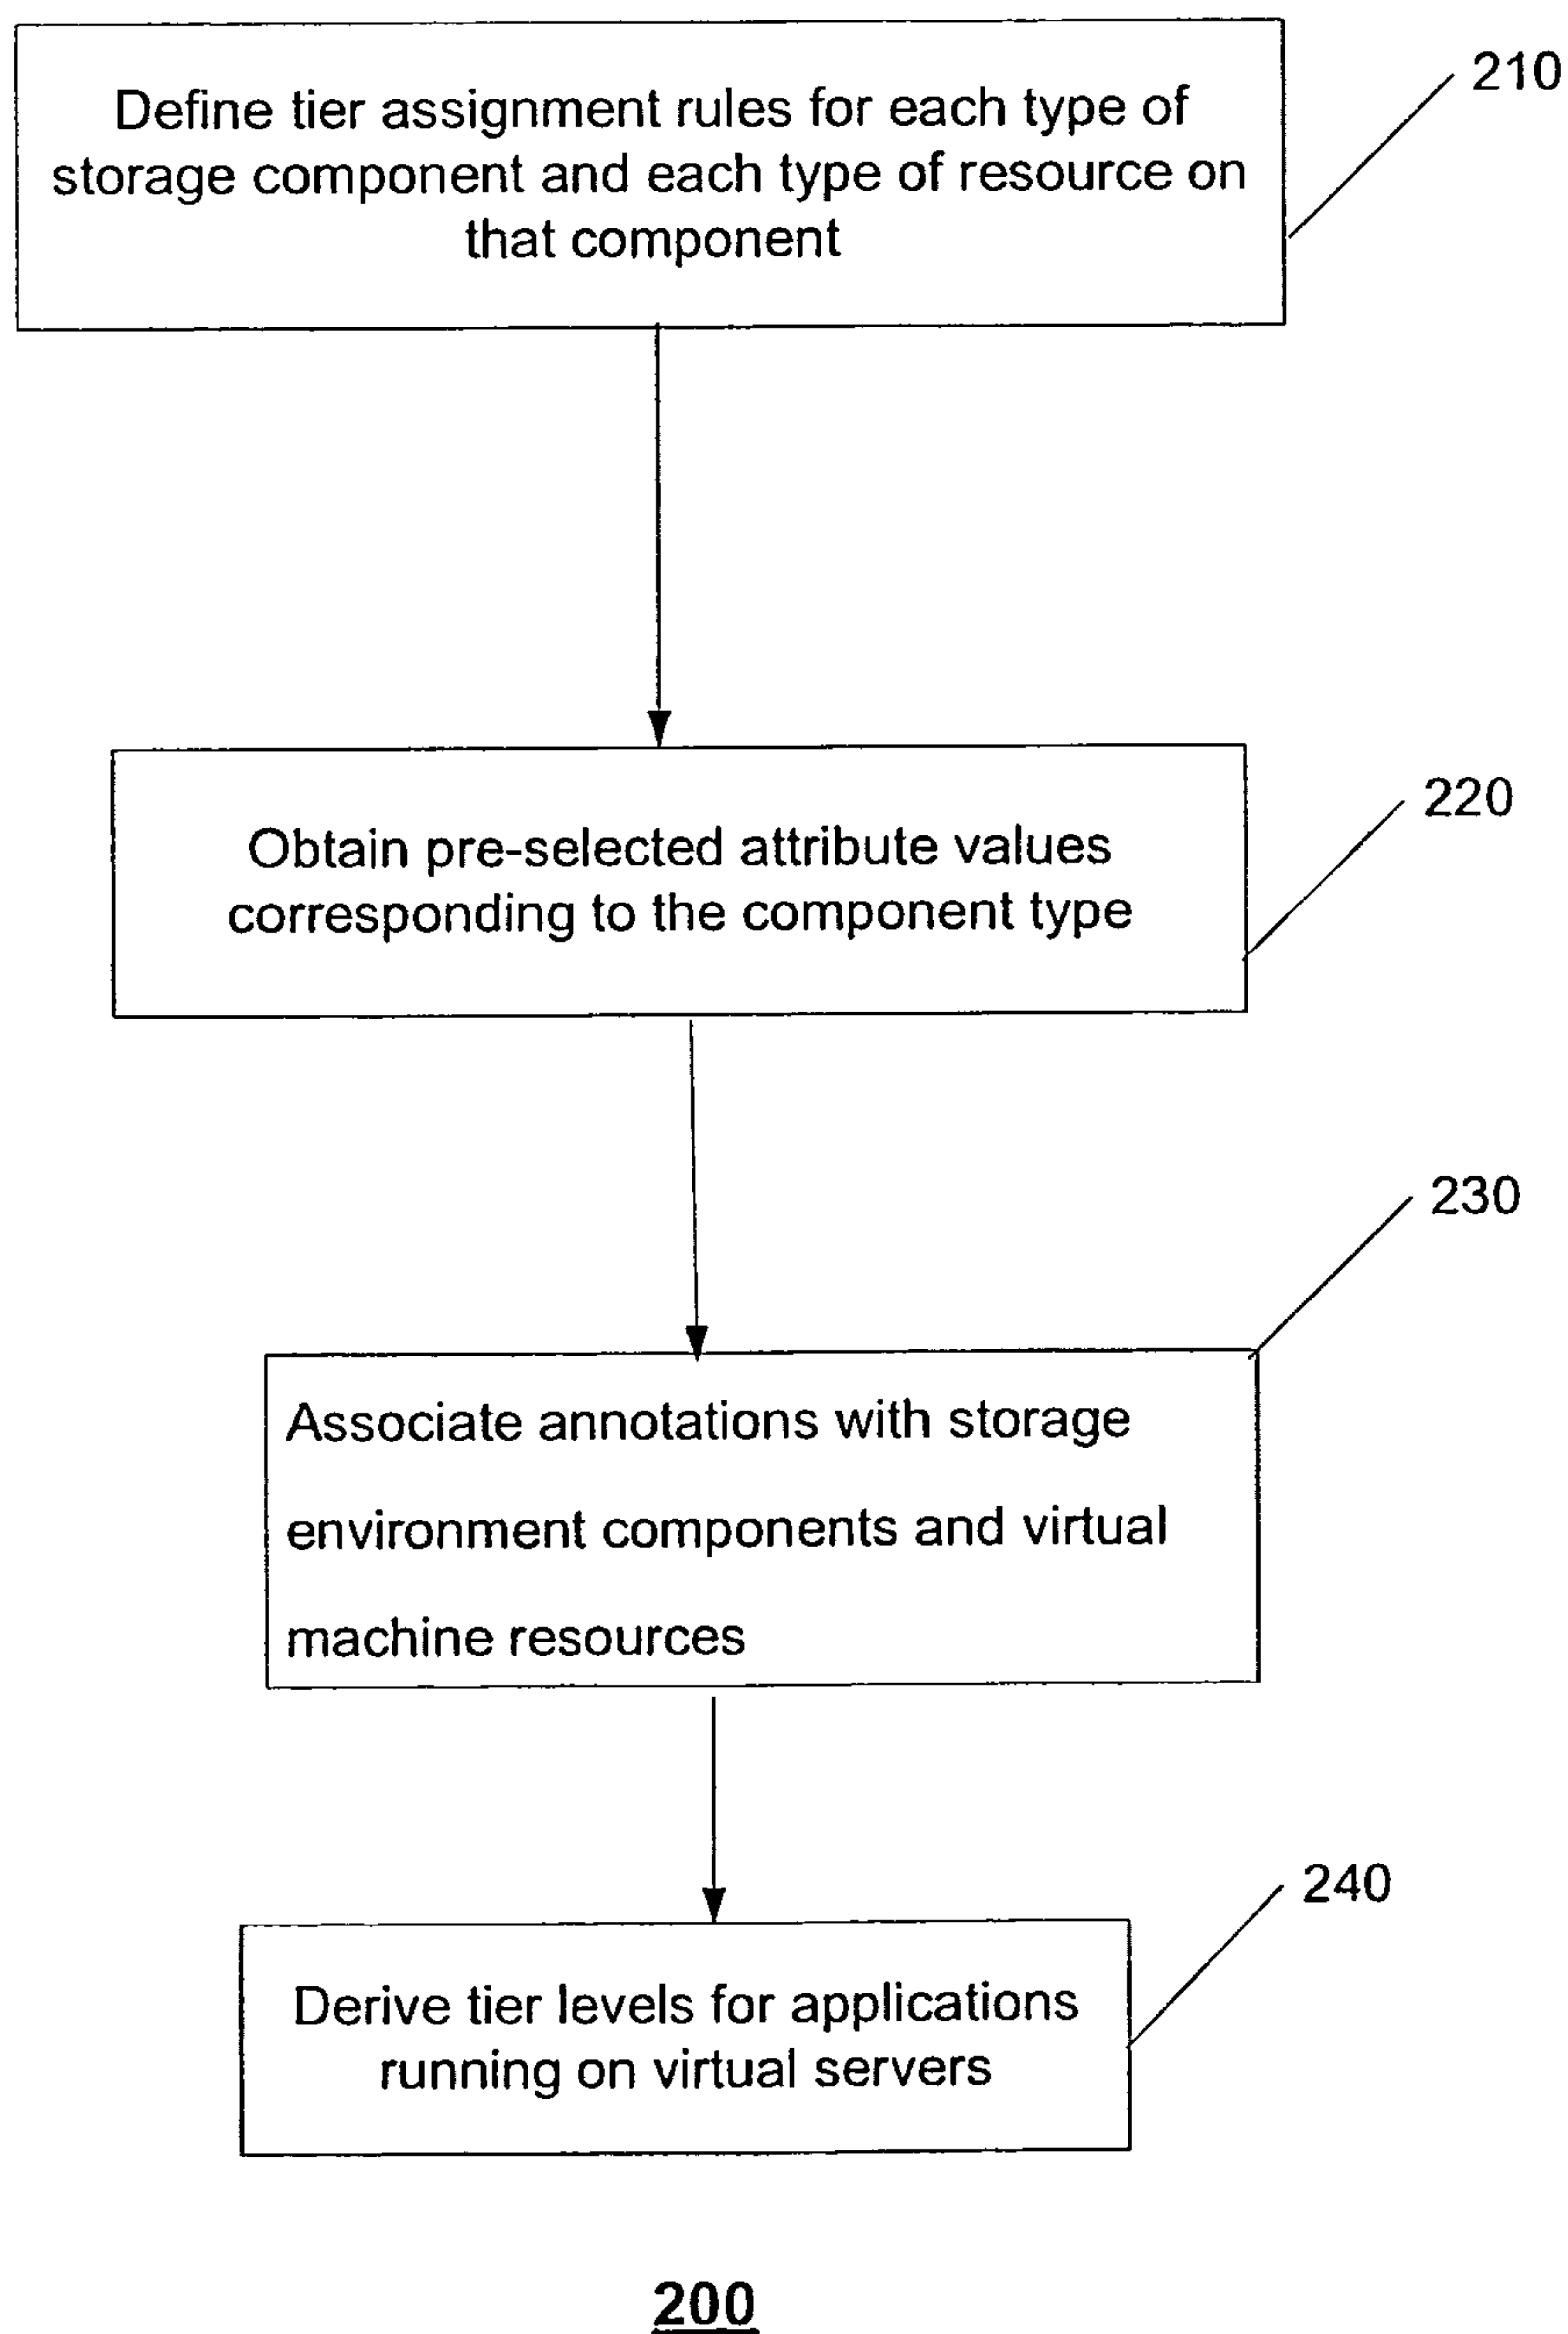 Define tier assignment rules for each type of
storage component and each type of resource on
that component
210
Obtain pre-selected attribute values
corresponding to the component type
220
230
Associate annotations with storage
environment components and virtual
machine resources
240
Derive tier levels for applications
running on virtual servers
200